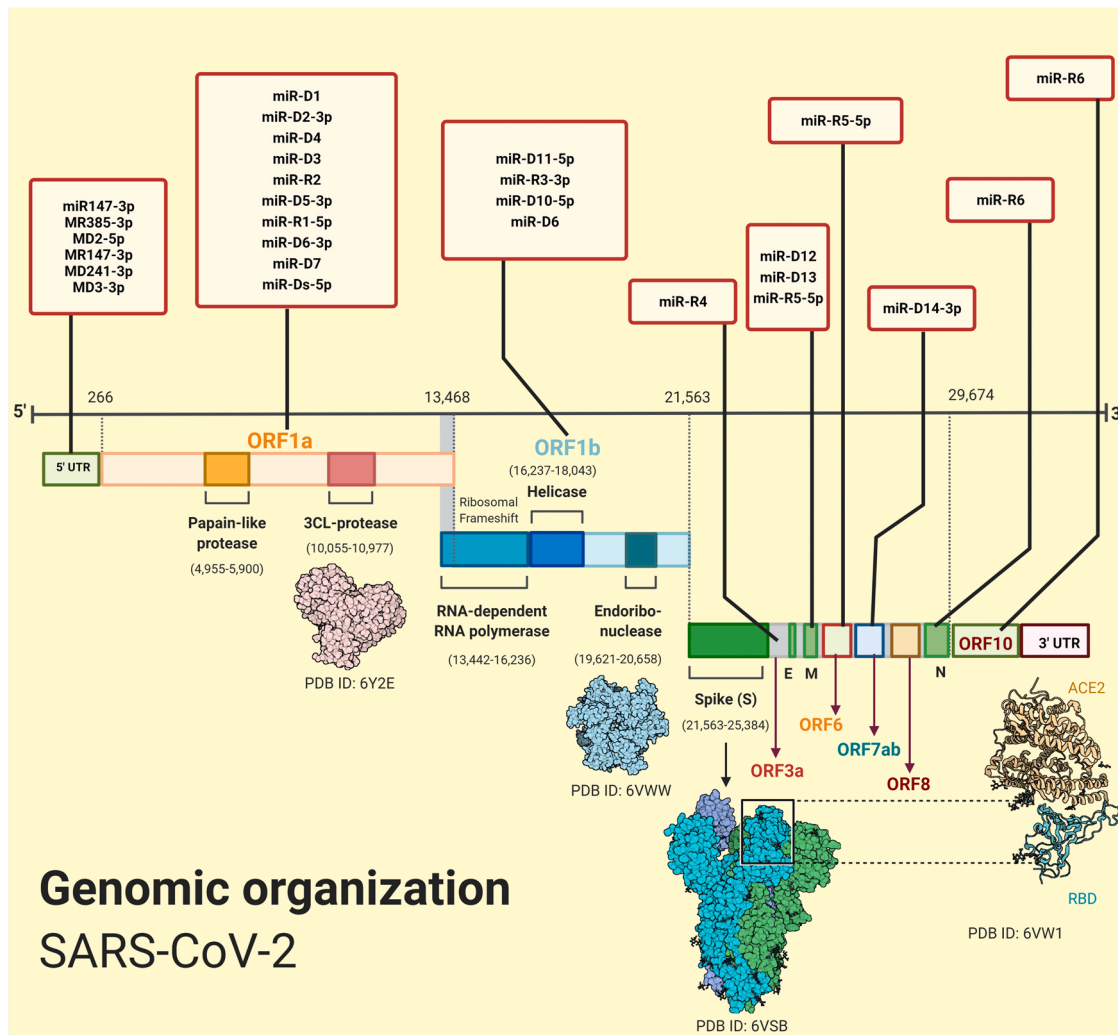 miR-R6
miR-D1
miR-D2-3p
miR-D4
miR-D3
miR-R2
miR-D5-3p
miR-R1-5p
miR-D6-3p
miR-D7
miR-Ds-5p
miR-R5-5p
miR-D11-5p
miR-R3-3p
miR-D10-5p
miR-D6
miR147-3p
MR385-3p
MD2-5p
MR147-3p
MD241-3p
MD3-3p
miR-R6
miR-D12
miR-D13
miR-R5-5p
miR-R4
miR-D14-3p
266
13,468
21,563
29,674
5'
3
ORF1a
ORF1b
(16,237-18,043)
Helicase
5' UTR
Ribosomal
Frameshift
Papain-like
protease
(4,955-5,900)
3CL-protease
(10,055-10,977)
PDB ID: 6Y2E
RNA-dependent
RNA polymerase
(13,442-16,236)
Endoribo-
nuclease
(19,621-20,658)
PDB ID: 6VWW
ORF10
3' UTR
E
M
N
Spike (S)
(21,563-25,384)
ORF3a
ORF6
ORF7ab
ORF8
ACE2
RBD
PDB ID: 6VW1
PDB ID: 6VSB
Genomic organization
SARS-CoV-2